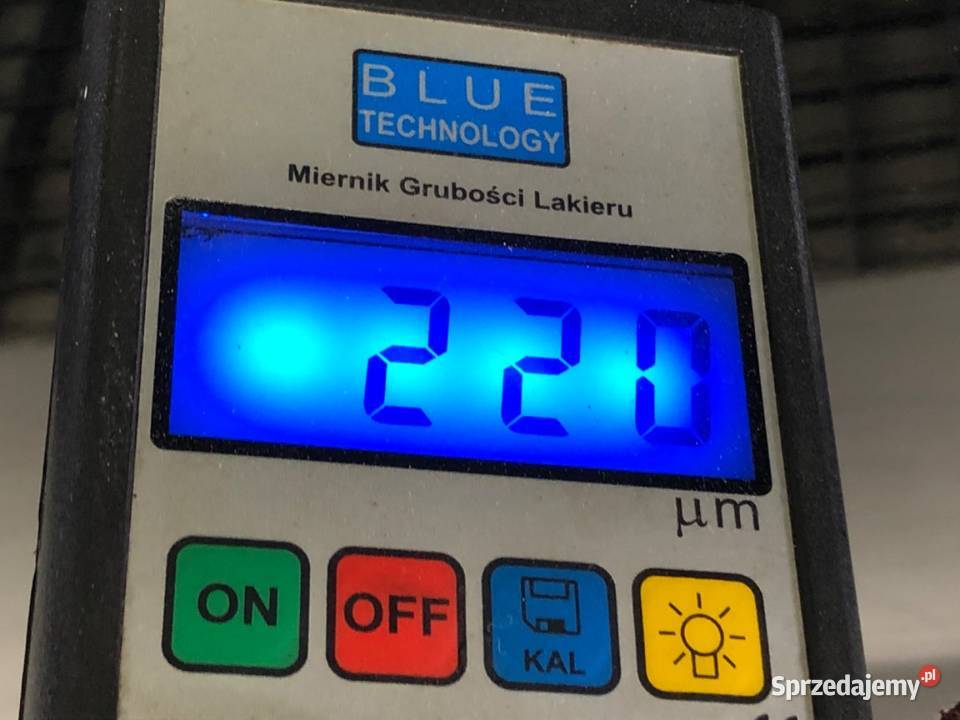 BLUE
TECHNOLOGY
Miernik Grubości Lakieru
220
µm
ON
OFF
KAL
Sprzedajemy.pl